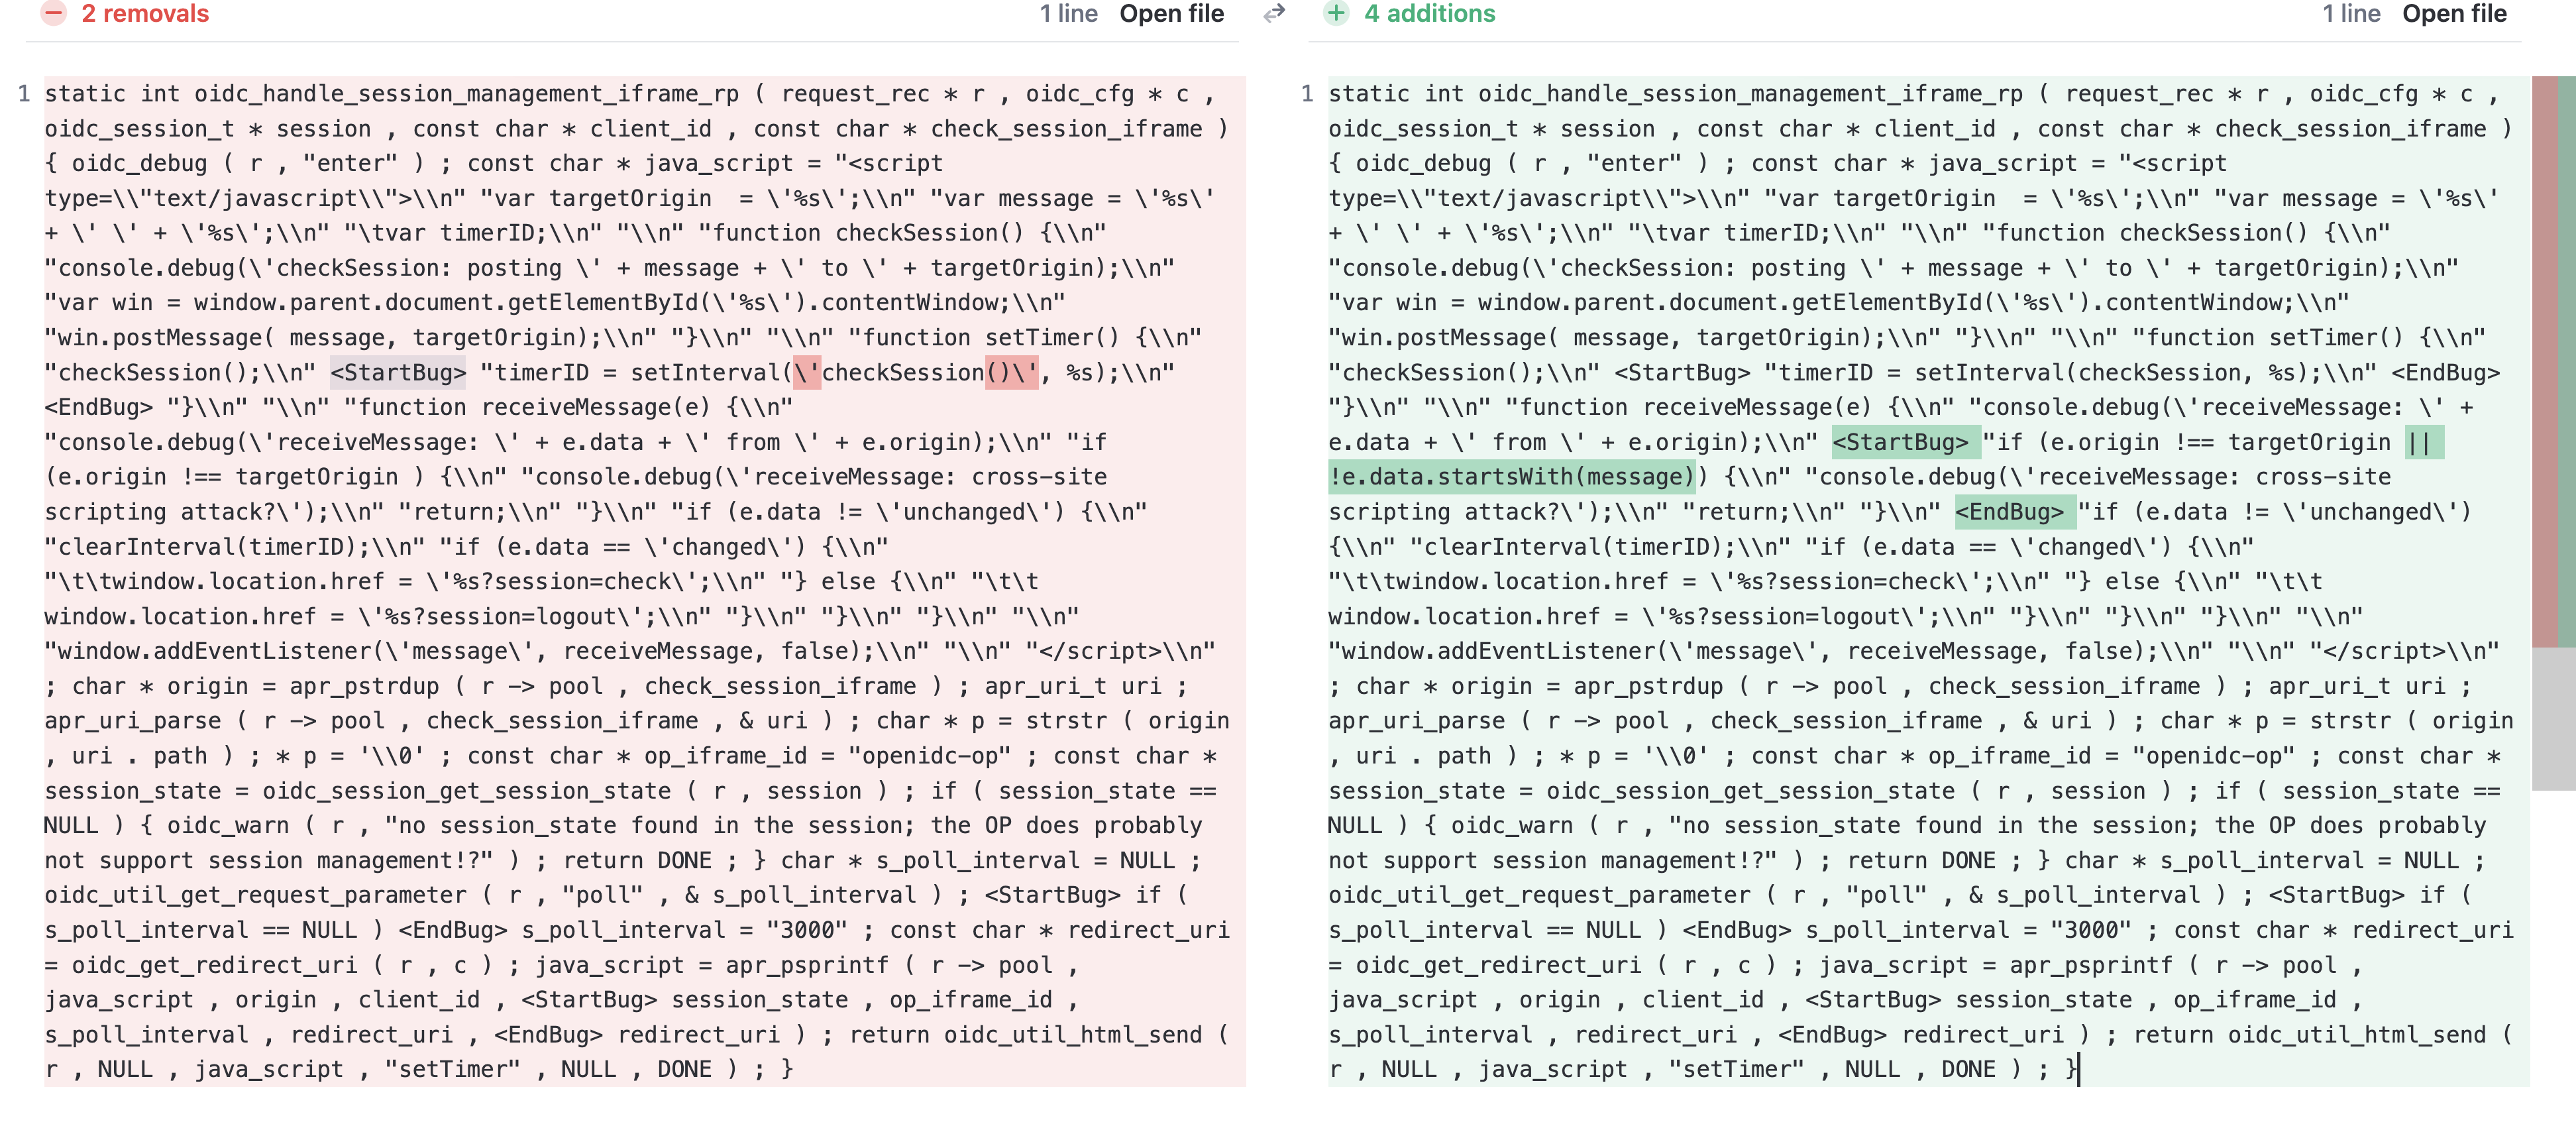 2 removals
1 line Open file
4 additions
1 line Open file
1
static int oidc_handle_session_management_iframe_rp ( request_rec * r , oidc_cfg * c ,
oidc_session_t * session , const char * client_id , const char * check_session_iframe )
{ oidc_debug ( r , "enter" ) ; const char * java_script = "<script
type=\\"text/javascript\\">\\n" "var targetOrigin  = \'%s\';\\n" "var message = \'%s\'
+ \' \' + \'%s\';\\n" "\tvar timerID;\\n" "\\n" "function checkSession() {\\n"
"console.debug(\'checkSession: posting \' + message + \' to \' + targetOrigin);\\n"
"var win = window.parent.document.getElementById(\'%s\').contentWindow;\\n"
"win.postMessage( message, targetOrigin);\\n" "}\\n" "\\n" "function setTimer() {\\n"
"checkSession();\\n" <StartBug> "timerID = setInterval(\'checkSession()\', %s);\\n"
<EndBug> "}\\n" "\\n" "function receiveMessage(e) {\\n"
"console.debug(\'receiveMessage: \' + e.data + \' from \' + e.origin);\\n" "if
(e.origin !== targetOrigin ) {\\n" "console.debug(\'receiveMessage: cross-site
scripting attack?\');\\n" "return;\\n" "}\\n" "if (e.data != \'unchanged\') {\\n"
"clearInterval(timerID);\\n" "if (e.data == \'changed\') {\\n"
"\t\twindow.location.href = \'%s?session=check\';\\n" "} else {\\n" "\t\t
window.location.href = \'%s?session=logout\';\\n" "}\\n" "}\\n" "}\\n" "\\n"
"window.addEventListener(\'message\', receiveMessage, false);\\n" "\\n" "</script>\\n"
; char * origin = apr_pstrdup ( r -> pool , check_session_iframe ) ; apr_uri_t uri ;
apr_uri_parse ( r -> pool , check_session_iframe , & uri ) ; char * p = strstr ( origin
, uri . path ) ; * p = '\\0' ; const char * op_iframe_id = "openidc-op" ; const char *
session_state = oidc_session_get_session_state ( r , session ) ; if ( session_state ==
NULL ) { oidc_warn ( r , "no session_state found in the session; the OP does probably
not support session management!?" ) ; return DONE ; } char * s_poll_interval = NULL ;
oidc_util_get_request_parameter ( r , "poll" , & s_poll_interval ) ; <StartBug> if (
s_poll_interval == NULL ) <EndBug> s_poll_interval = "3000" ; const char * redirect_uri
= oidc_get_redirect_uri ( r , c ) ; java_script = apr_psprintf ( r -> pool ,
java_script , origin , client_id , <StartBug> session_state , op_iframe_id ,
s_poll_interval , redirect_uri , <EndBug> redirect_uri ) ; return oidc_util_html_send (
r , NULL , java_script , "setTimer" , NULL , DONE ) ; }
1
static int oidc_handle_session_management_iframe_rp ( request_rec * r , oidc_cfg * c ,
oidc_session_t * session , const char * client_id , const char * check_session_iframe )
{ oidc_debug ( r , "enter" ) ; const char * java_script = "<script
type=\\"text/javascript\\">\\n" "var targetOrigin  = \'%s\';\\n" "var message = \'%s\'
+ \' \' + \'%s\';\\n" "\tvar timerID;\\n" "\\n" "function checkSession() {\\n"
"console.debug(\'checkSession: posting \' + message + \' to \' + targetOrigin);\\n"
"var win = window.parent.document.getElementById(\'%s\').contentWindow;\\n"
"win.postMessage( message, targetOrigin);\\n" "}\\n" "\\n" "function setTimer() {\\n"
"checkSession();\\n" <StartBug> "timerID = setInterval(checkSession, %s);\\n" <EndBug>
"}\\n" "\\n" "function receiveMessage(e) {\\n" "console.debug(\'receiveMessage: \' +
e.data + \' from \' + e.origin);\\n" <StartBug> "if (e.origin !== targetOrigin ||
!e.data.startsWith(message)) {\\n" "console.debug(\'receiveMessage: cross-site
scripting attack?\');\\n" "return;\\n" "}\\n" <EndBug> "if (e.data != \'unchanged\')
{\\n" "clearInterval(timerID);\\n" "if (e.data == \'changed\') {\\n"
"\t\twindow.location.href = \'%s?session=check\';\\n" "} else {\\n" "\t\t
window.location.href = \'%s?session=logout\';\\n" "}\\n" "}\\n" "}\\n" "\\n"
"window.addEventListener(\'message\', receiveMessage, false);\\n" "\\n" "</script>\\n"
; char * origin = apr_pstrdup ( r -> pool , check_session_iframe ) ; apr_uri_t uri ;
apr_uri_parse ( r -> pool , check_session_iframe , & uri ) ; char * p = strstr ( origin
, uri . path ) ; * p = '\\0' ; const char * op_iframe_id = "openidc-op" ; const char *
session_state = oidc_session_get_session_state ( r , session ) ; if ( session_state ==
NULL ) { oidc_warn ( r , "no session_state found in the session; the OP does probably
not support session management!?" ) ; return DONE ; } char * s_poll_interval = NULL ;
oidc_util_get_request_parameter ( r , "poll" , & s_poll_interval ) ; <StartBug> if (
s_poll_interval == NULL ) <EndBug> s_poll_interval = "3000" ; const char * redirect_uri
= oidc_get_redirect_uri ( r , c ) ; java_script = apr_psprintf ( r -> pool ,
java_script , origin , client_id , <StartBug> session_state , op_iframe_id ,
s_poll_interval , redirect_uri , <EndBug> redirect_uri ) ; return oidc_util_html_send (
r , NULL , java_script , "setTimer" , NULL , DONE ) ; }